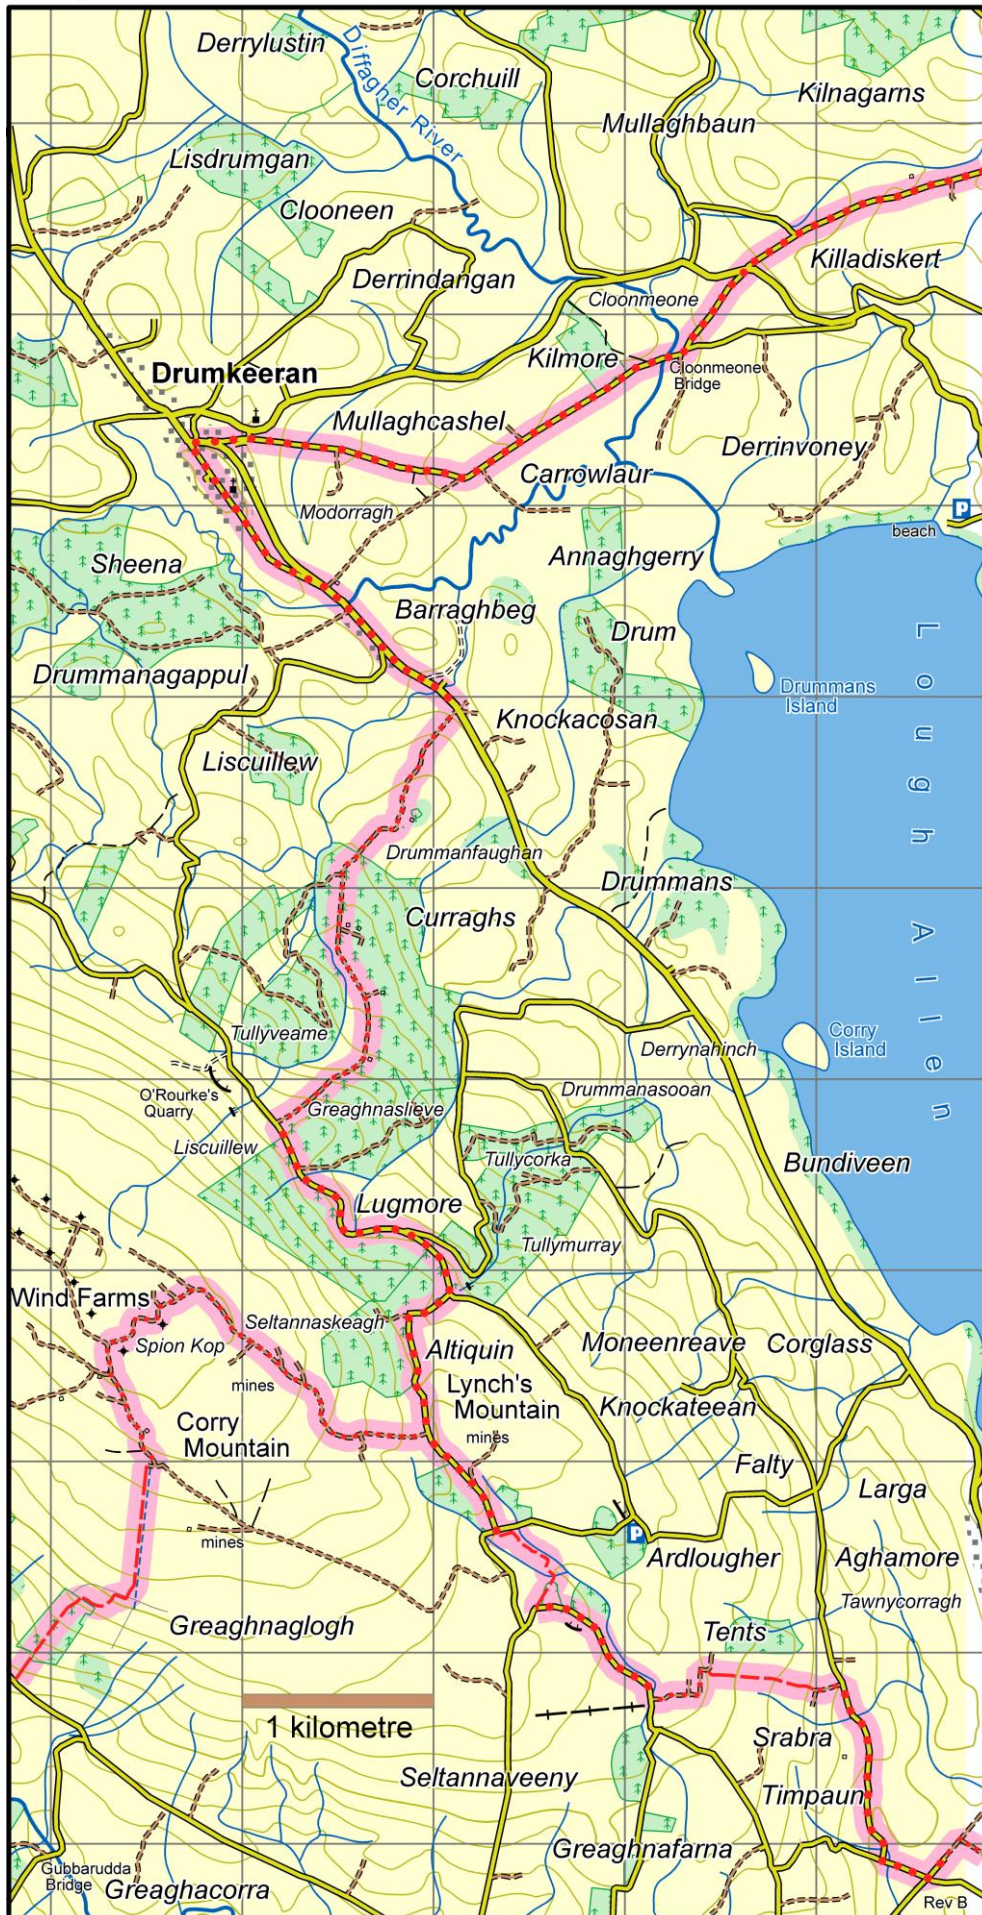 Derrylustin
Diffagher River
Corchuill
Kilnagarns
Mullaghbaun
Lisdrumgan
Clooneen
Derrindangan
Killadiskert
Cloonmeone
Kilmore
Cloonmeone
Bridge
Drumkeeran
Mullaghcashel
Derrinvoney
Carrowlaur
Modorragh
P
beach
Sheena
Annaghgerry
Barraghbeg
Drum
Lough Allen
Drummanagappul
Drummans
Island
Knockacosan
Liscuillew
Drummanfaughan
Drummans
Curraghs
Tullyveame
Corry
Island
Derrynahinch
O'Rourke's
Quarry
Greaghnaslieve
Drummanasooan
Liscuillew
Tullycorka
Bundiveen
Lugmore
Tullymurray
Wind Farms
Seltannaskeagh
Spion Kop
Altiquin
Moneenreave
Corglass
mines
Lynch's
Mountain
Knockateean
Corry
Mountain
mines
Falty
Larga
mines
P
Ardlougher
Aghamore
Tawnycorragh
Greaghnaglogh
Tents
1 kilometre
Srabra
Seltannaveeny
Timpaun
Greaghnafarna
Gubbarudda
Bridge
Greaghacorra
Rev B